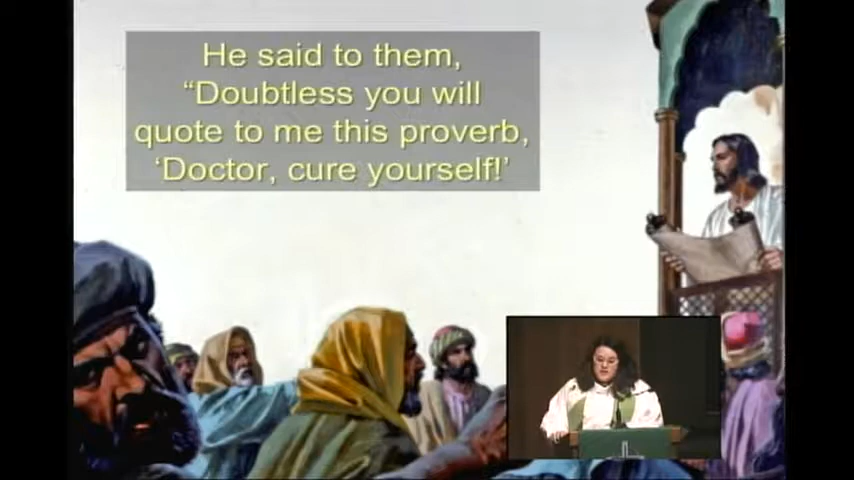 He said to them,
“Doubtless you will
quote to me this proverb,
‘Doctor, cure yourself!’